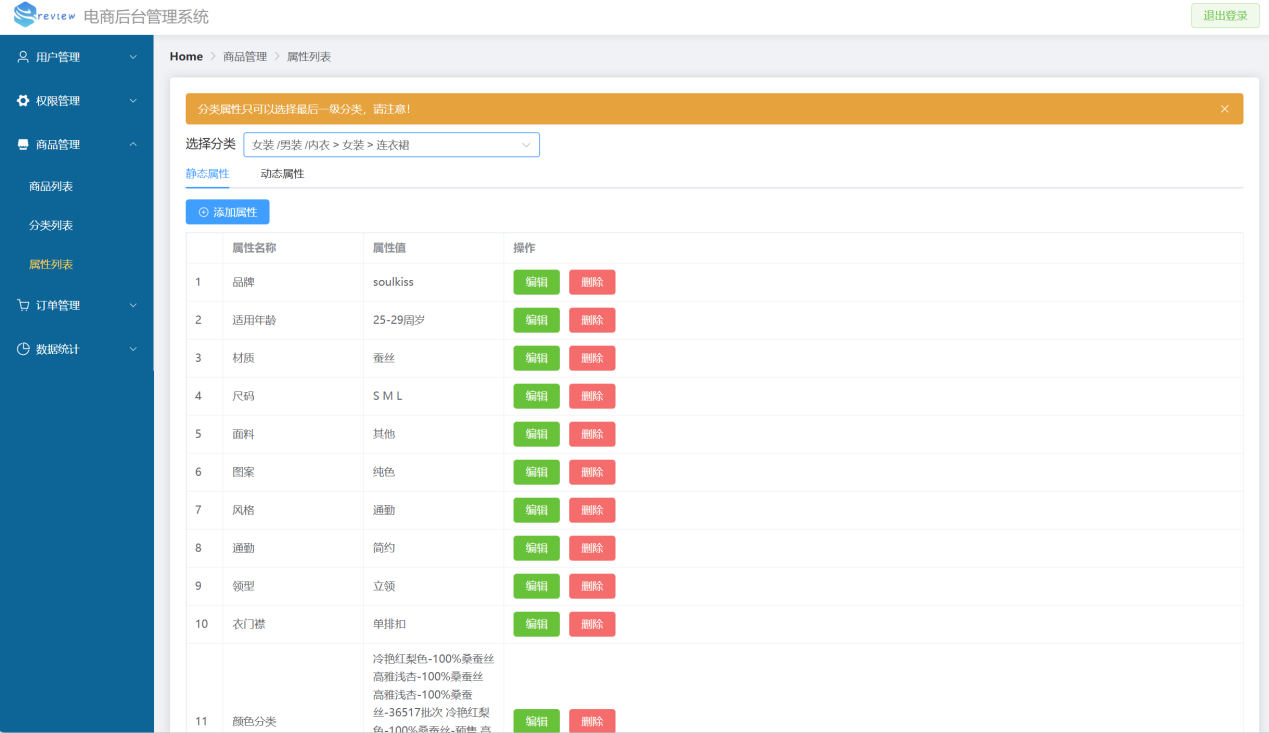 review 电商后台管理系统
退出登录
用户管理
权限管理
商品管理
商品列表
分类列表
属性列表
订单管理
数据统计
Home > 商品管理 > 属性列表
分类属性只可以选择最后一级分类，请注意！
选择分类 女装 /男装 /内衣 > 女装 > 连衣裙
静态属性 动态属性
添加属性
属性名称 属性值 操作
1 品牌 soulkiss 编辑 删除
2 适用年龄 25-29周岁 编辑 删除
3 材质 蚕丝 编辑 删除
4 尺码 S M L 编辑 删除
5 面料 其他 编辑 删除
6 图案 纯色 编辑 删除
7 风格 通勤 编辑 删除
8 通勤 简约 编辑 删除
9 领型 立领 编辑 删除
10 衣门襟 单排扣 编辑 删除
冷艳红梨色-100%桑蚕丝
高雅浅杏-100%桑蚕丝
高雅浅杏-100%桑蚕
丝-36517批次 冷艳红梨
11 颜色分类 色-100%桑蚕丝-预售 高 编辑 删除